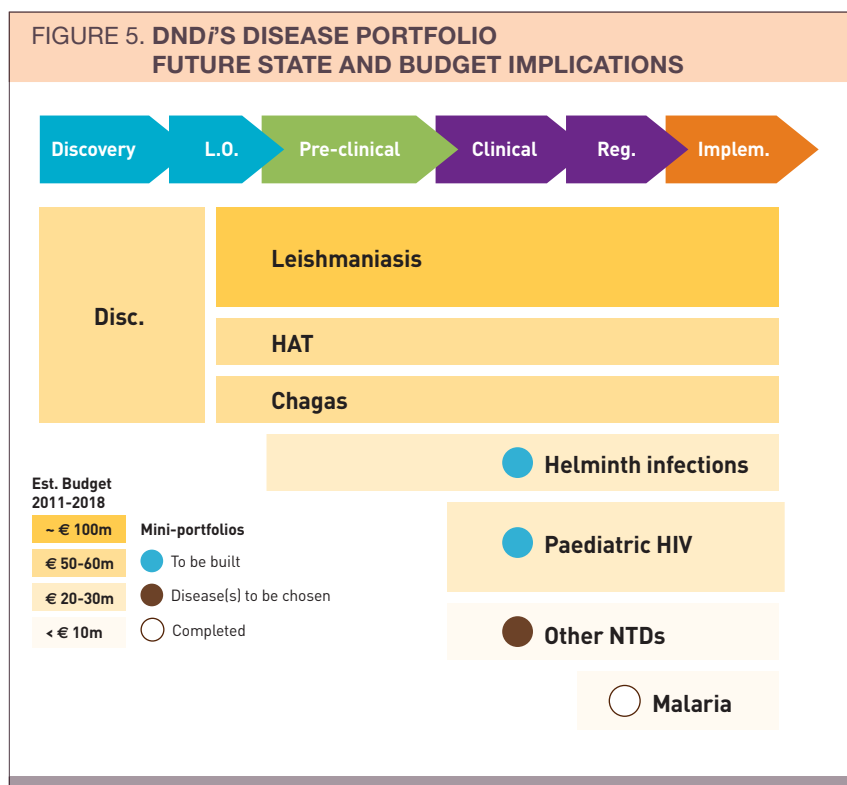 FIGURE 5. DNDi'S DISEASE PORTFOLIO
FUTURE STATE AND BUDGET IMPLICATIONS
Discovery
L.O.
Pre-clinical
Clinical
Reg.
Implem.
Disc.
Leishmaniasis
HAT
Chagas
Helminth infections
Paediatric HIV
Other NTDs
Malaria
Est. Budget
2011-2018
~ € 100m
€ 50-60m
€ 20-30m
< € 10m
Mini-portfolios
To be built
Disease(s) to be chosen
Completed